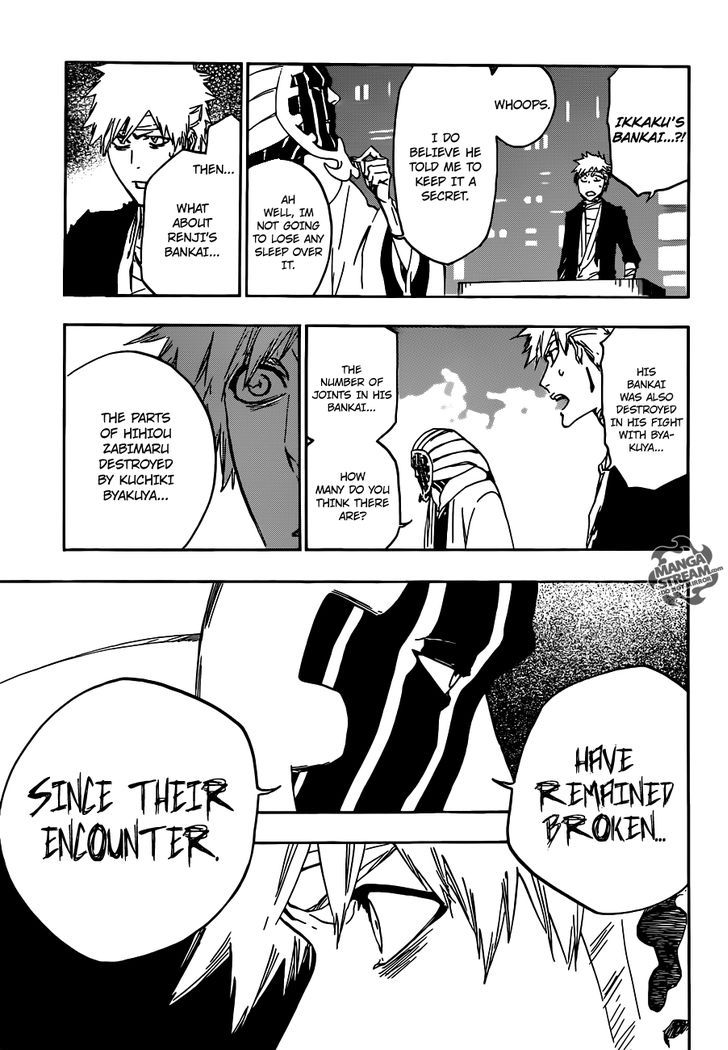 IKKAKU'S
BANKAI...?!
WHOOPS.
I DO
BELIEVE HE
TOLD ME TO
KEEP IT A
SECRET.
AH
WELL, IM
NOT GOING
TO LOSE ANY
SLEEP OVER
IT.
THEN...
WHAT
ABOUT
RENJI'S
BANKAI...
HIS
BANKAI
WAS ALSO
DESTROYED
IN HIS FIGHT
WITH BYA-
KUYA...
THE
NUMBER OF
JOINTS IN HIS
BANKAI...
HOW
MANY DO YOU
THINK THERE
ARE?
THE PARTS
OF HIHIOU
ZABIMARU
DESTROYED
BY KUCHIKI
BYAKUYA...
MANGA
STREAM.com
HAVE
REMAINED
BROKEN...
SINCE THEIR
ENCOUNTER.